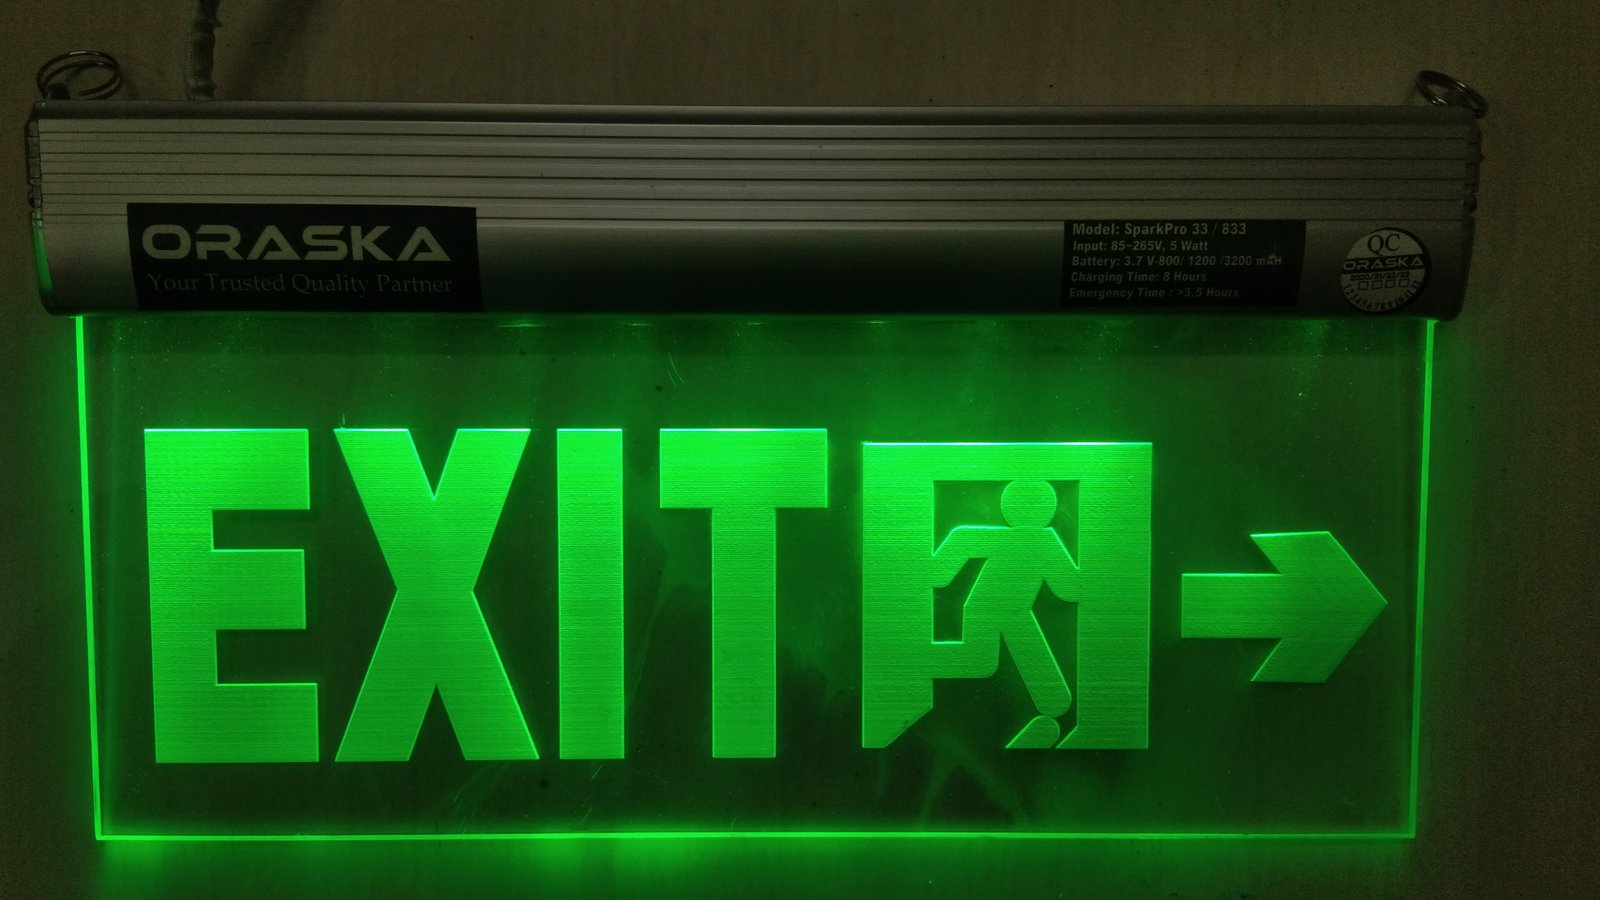 ORASKA
Your Trusted Quality Partner
Model: SparkPro 33 / 833
Input: 85~265V, 5 Watt
Battery: 3.7 V-800/ 1200 /3200 mAH
Charging Time: 8 Hours
Emergency Time : >3.5 Hours
QC
ORASKA
EXIT